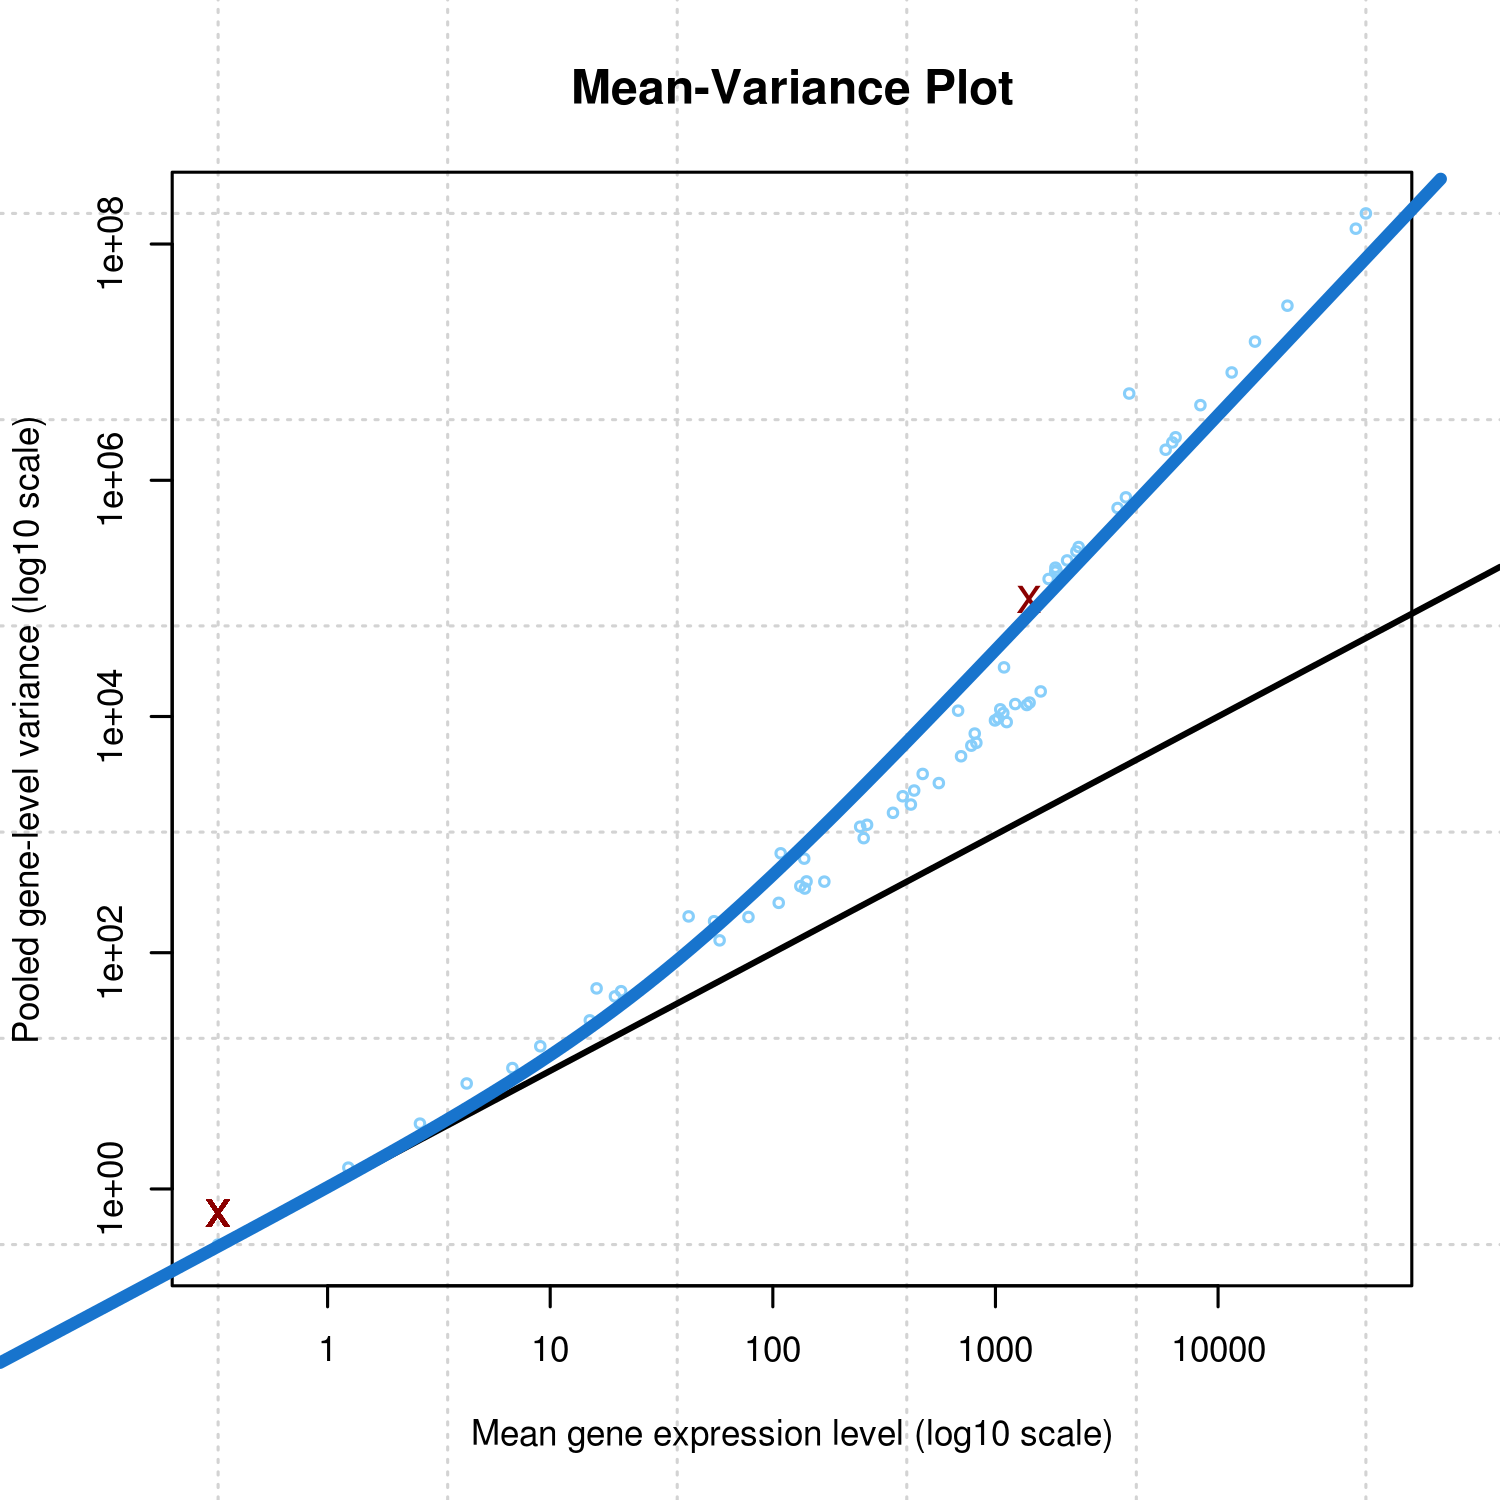 Mean-Variance Plot
Pooled gene-level variance (log10 scale)
1e+08
1e+06
1e+04
1e+02
1e+00
X
X
1
10
100
1000
10000
Mean gene expression level (log10 scale)